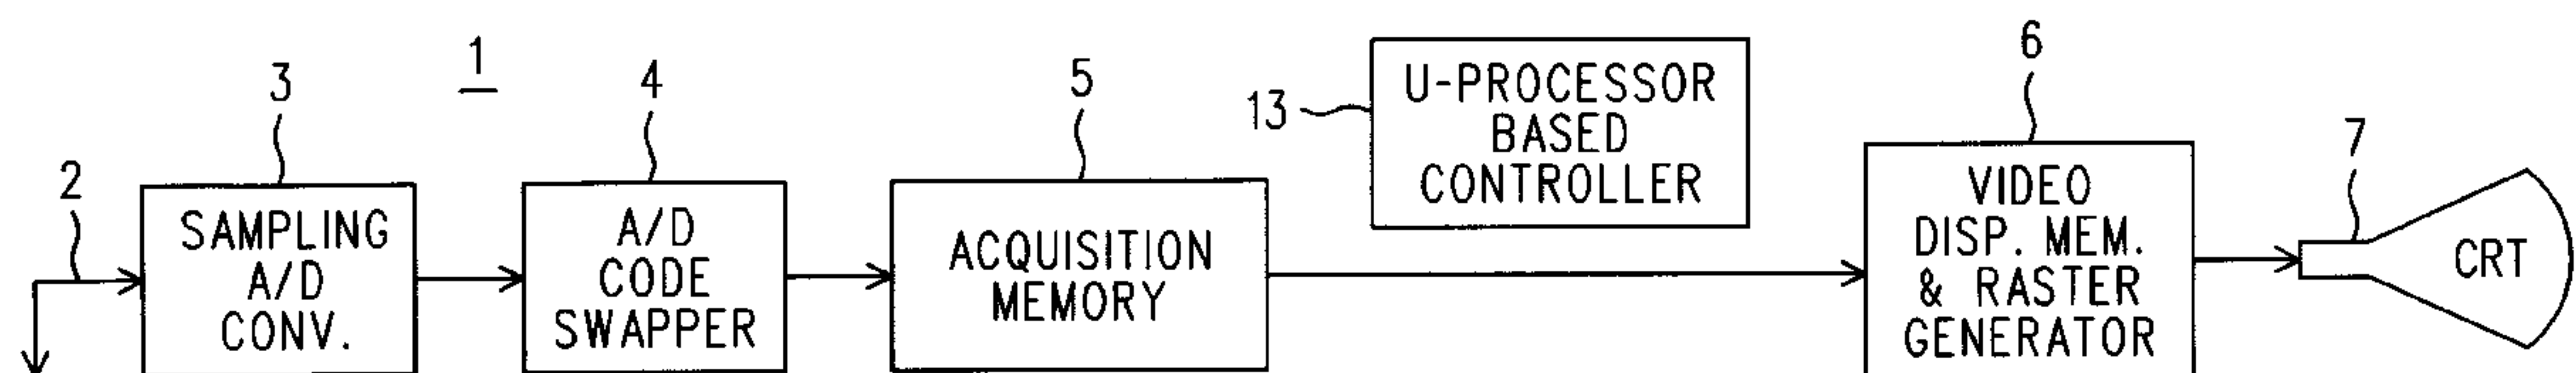 1
2
3
SAMPLING
A/D
CONV.
4
A/D
CODE
SWAPPER
5
ACQUISITION
MEMORY
13
U-PROCESSOR
BASED
CONTROLLER
6
VIDEO
DISP. MEM.
& RASTER
GENERATOR
7
CRT